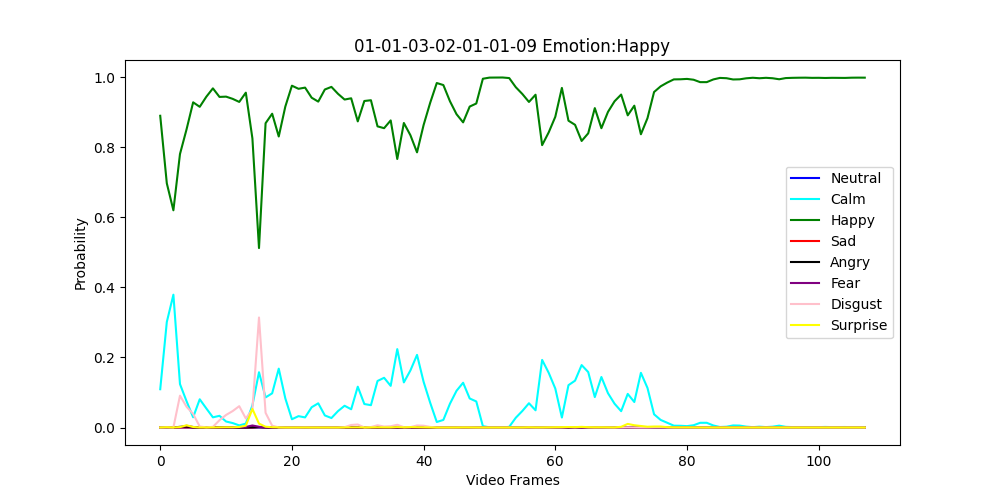 01-01-03-02-01-01-09 Emotion:Happy
1.0
0.8
0.6
0.4
0.2
0.0
Probability
0 20 40 60 80 100
Video Frames
Neutral
Calm
Happy
Sad
Angry
Fear
Disgust
Surprise